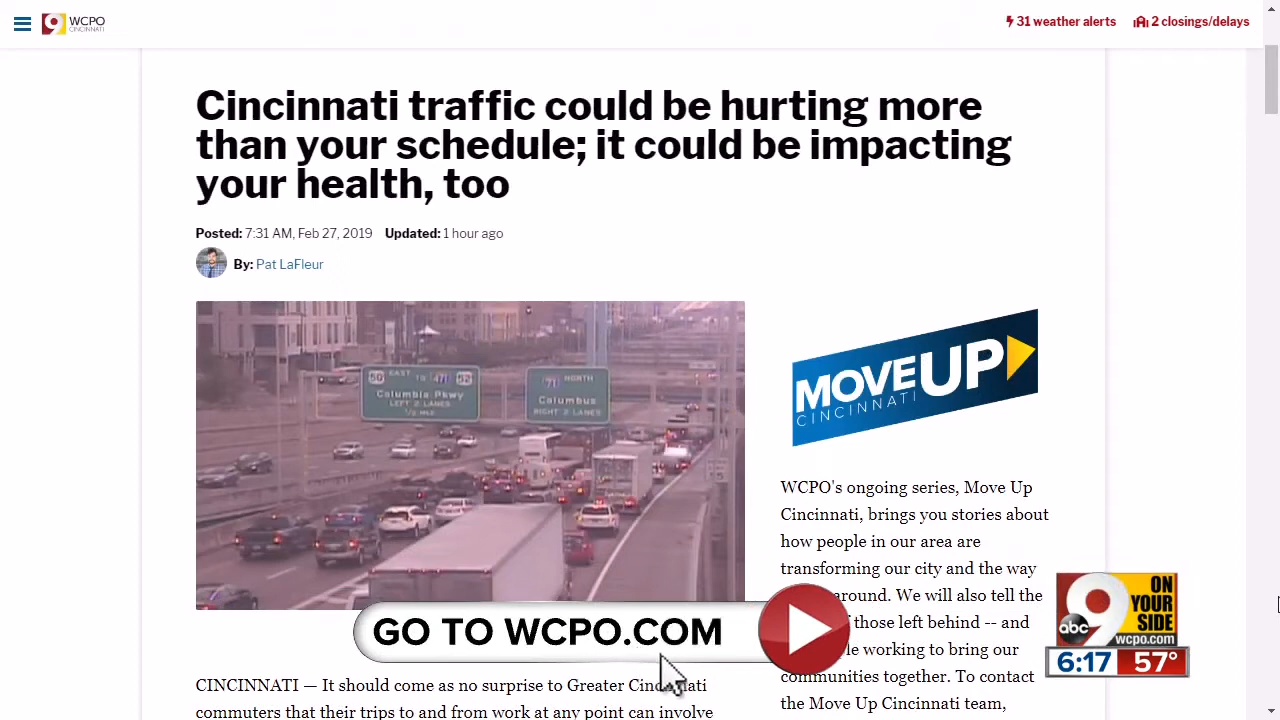 9 WCPO
CINCINNATI
31 weather alerts
2 closings/delays
Cincinnati traffic could be hurting more
than your schedule; it could be impacting
your health, too
Posted: 7:31 AM, Feb 27, 2019 Updated: 1 hour ago
By: Pat LaFleur
50 EAST TO 471 52
Columbia Pkwy
LEFT 2 LANES
1/2 MILE
71 NORTH
Columbus
RIGHT 2 LANES
MOVE UP
CINCINNATI
WCPO's ongoing series, Move Up
Cincinnati, brings you stories about
how people in our area are
transforming our city and the way
around. We will also tell the
those left behind -- and
working to bring our
communities together. To contact
the Move Up Cincinnati team,
GO TO WCPO.COM
CINCINNATI — It should come as no surprise to Greater Cincinnati
commuters that their trips to and from work at any point can involve
abc 9
ON
YOUR
SIDE
wcpo.com
6:17 57°